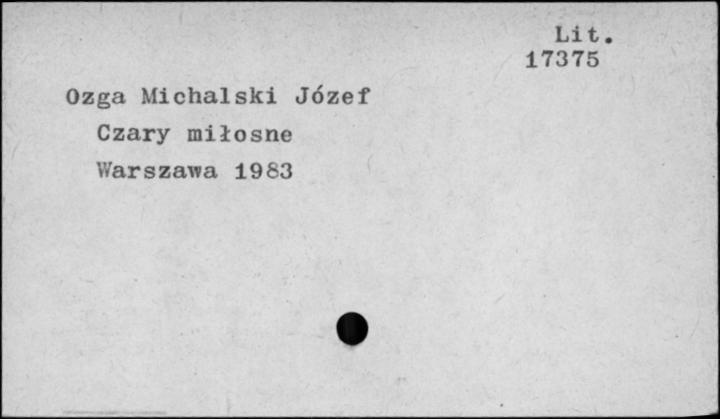 Lit.
17375
Ozga Michalski Józef
Czary miłosne
Warszawa 1983